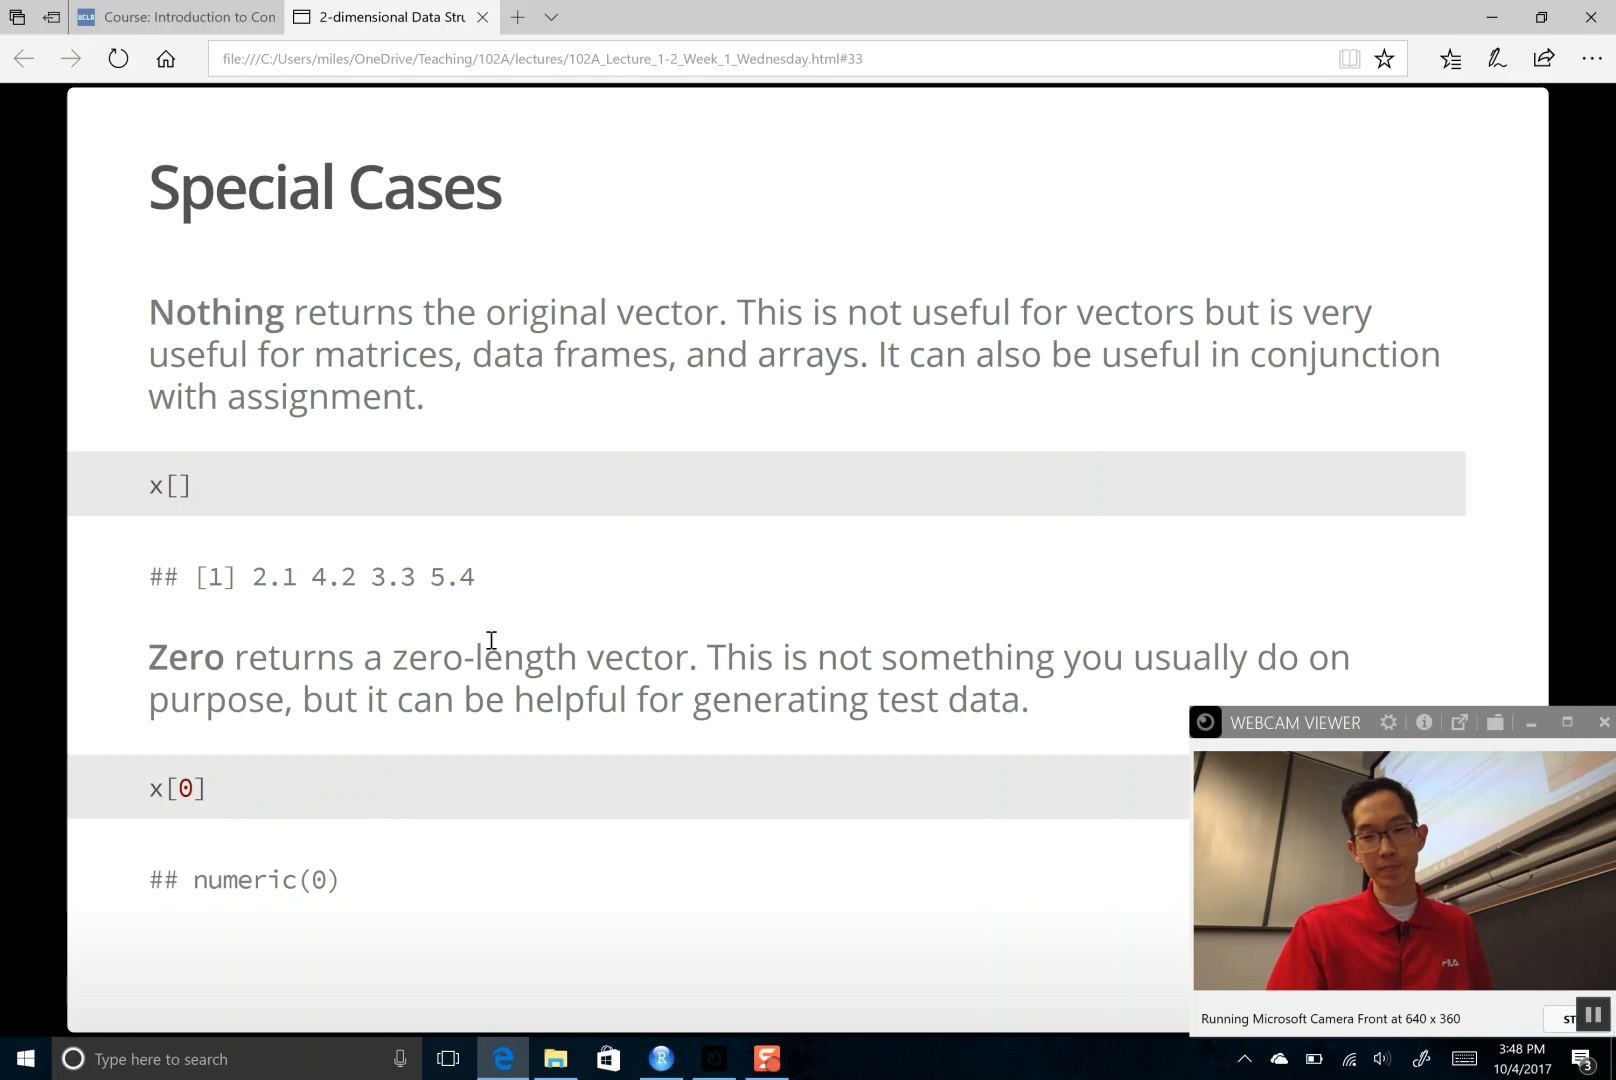 Course: Introduction to Con
2-dimensional Data Stru
file:///C:/Users/miles/OneDrive/Teaching/102A/lectures/102A_Lecture_1-2_Week_1_Wednesday.html#33
Special Cases
Nothing returns the original vector. This is not useful for vectors but is very
useful for matrices, data frames, and arrays. It can also be useful in conjunction
with assignment.
x[]
## [1] 2.1 4.2 3.3 5.4
Zero returns a zero-length vector. This is not something you usually do on
purpose, but it can be helpful for generating test data.
x[0]
## numeric(0)
WEBCAM VIEWER
FILA
Running Microsoft Camera Front at 640 x 360
ST
Type here to search
3:48 PM
10/4/2017
3